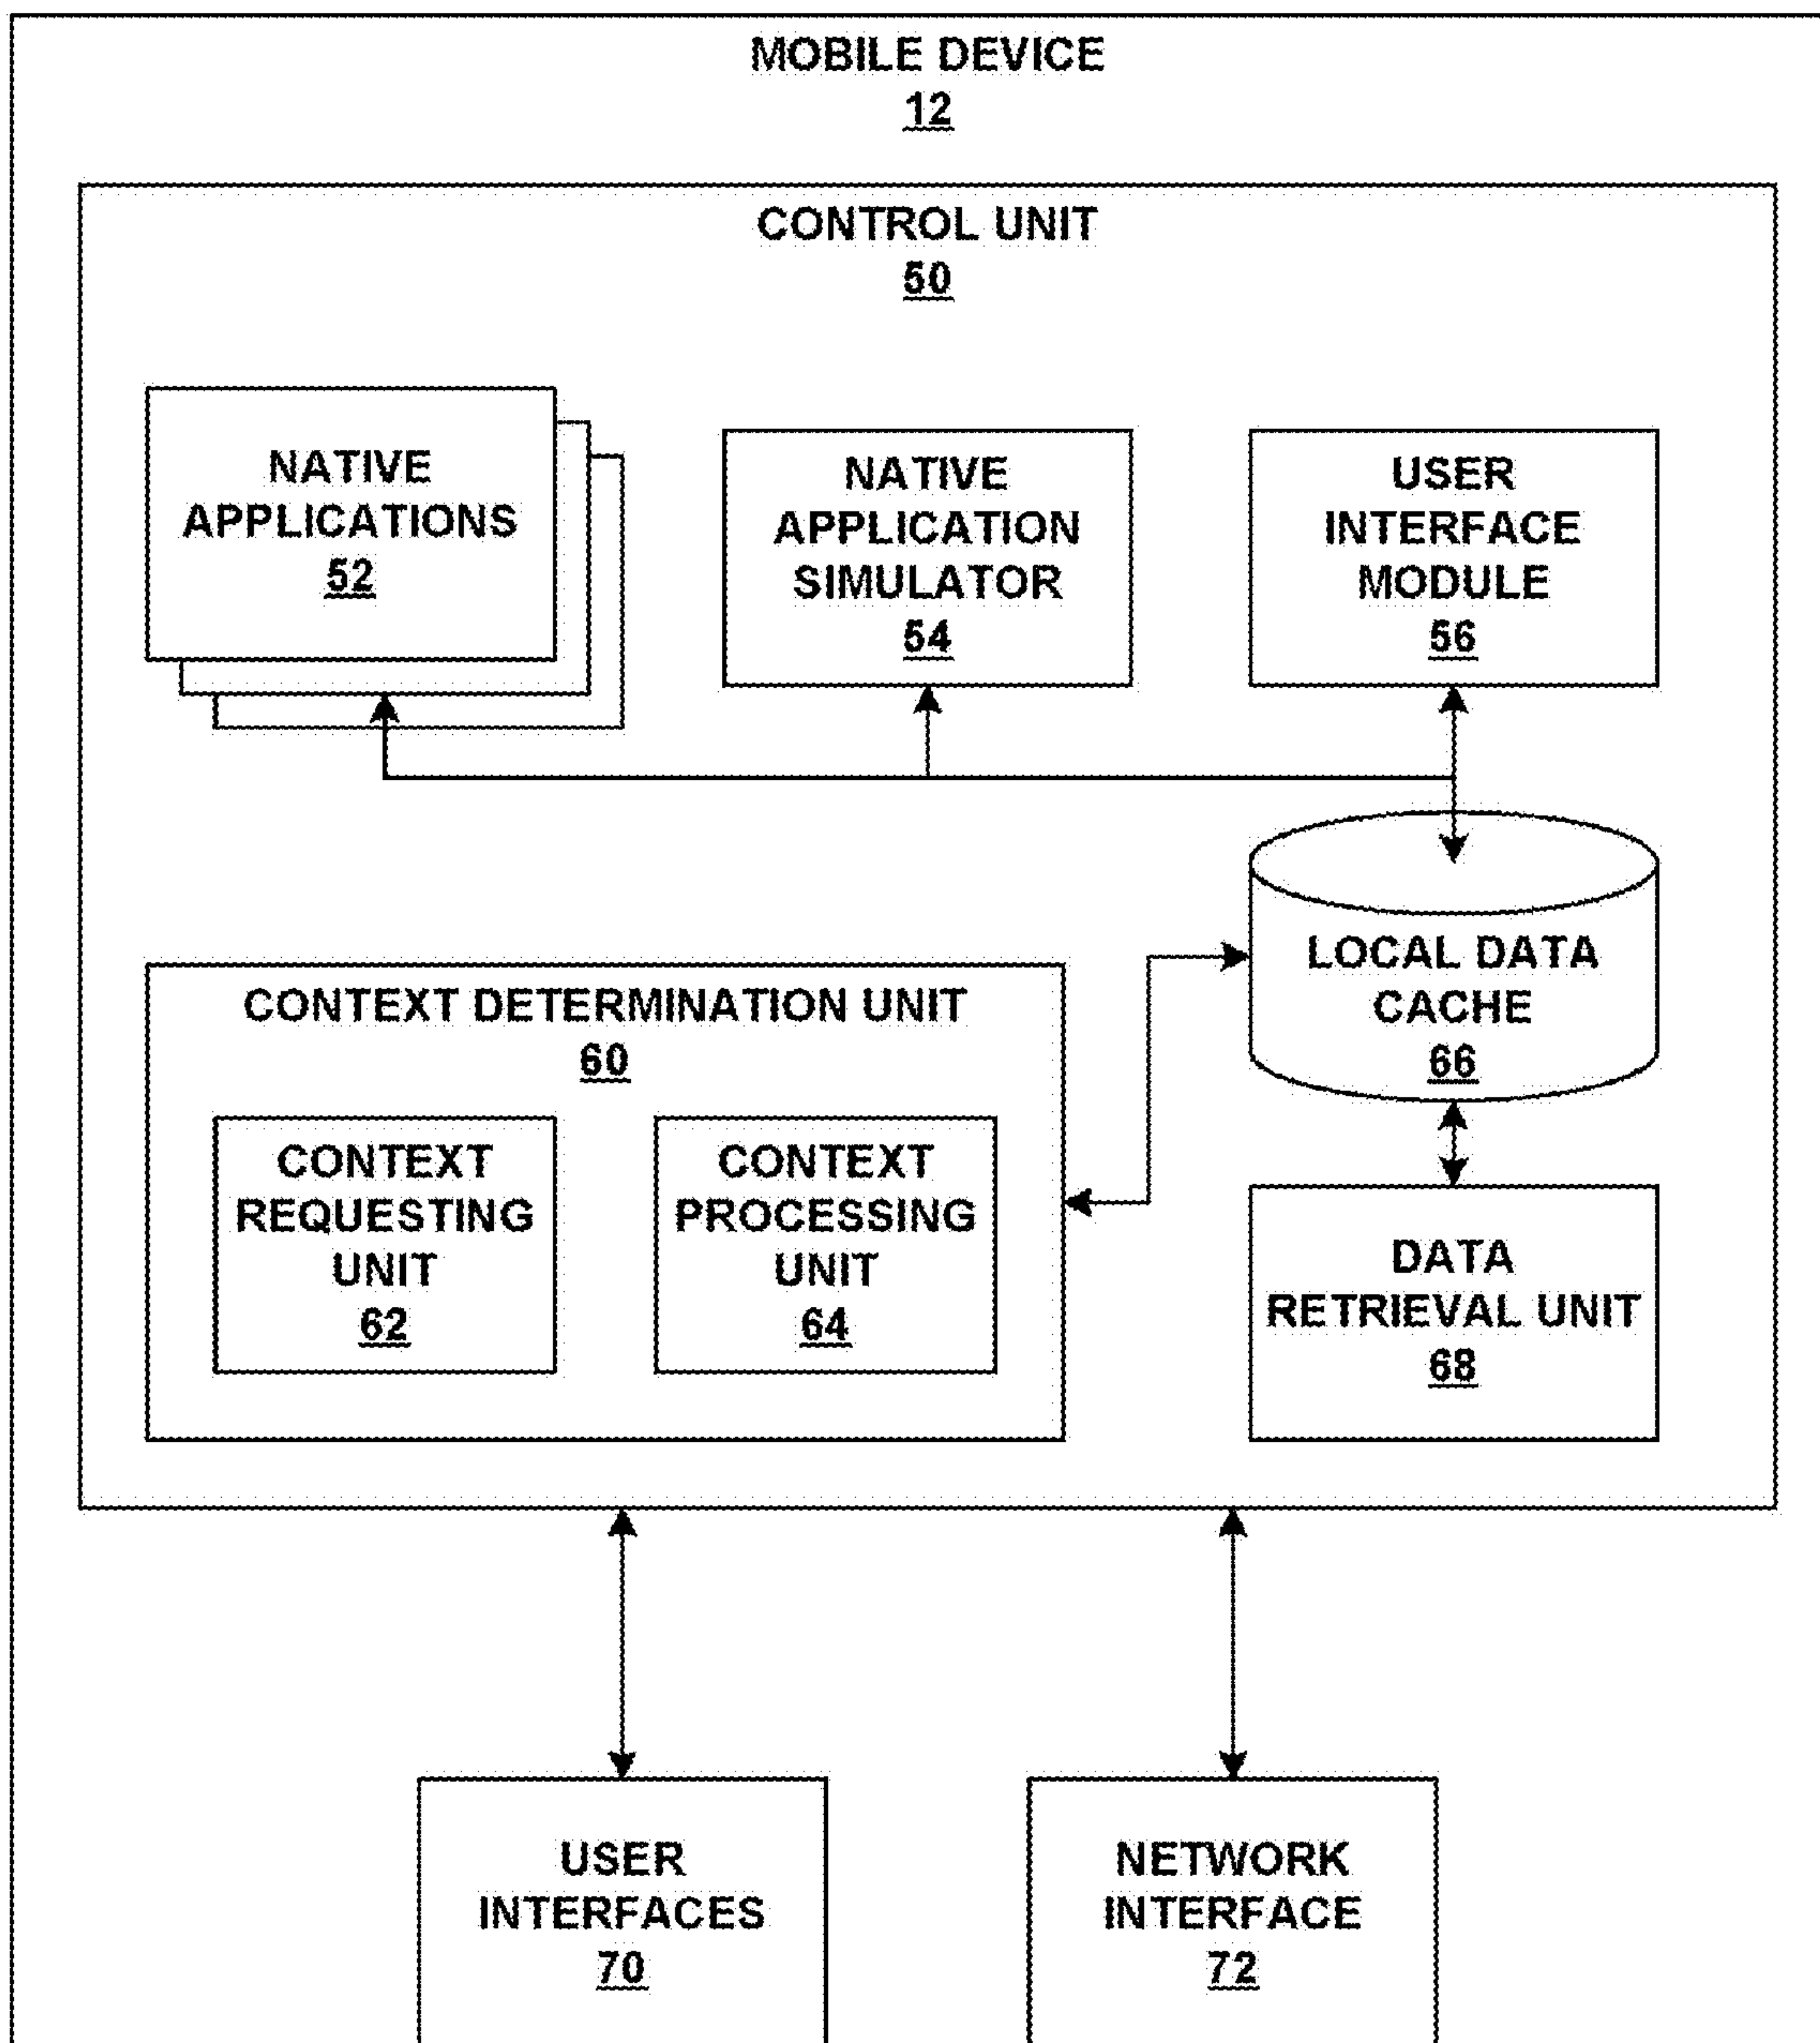 MOBILE DEVICE
12
CONTROL UNIT
50
NATIVE
APPLICATIONS
52
NATIVE
APPLICATION
SIMULATOR
54
USER
INTERFACE
MODULE
56
LOCAL DATA
CACHE
66
CONTEXT DETERMINATION UNIT
60
CONTEXT
REQUESTING
UNIT
62
CONTEXT
PROCESSING
UNIT
64
DATA
RETRIEVAL UNIT
68
USER
INTERFACES
70
NETWORK
INTERFACE
72